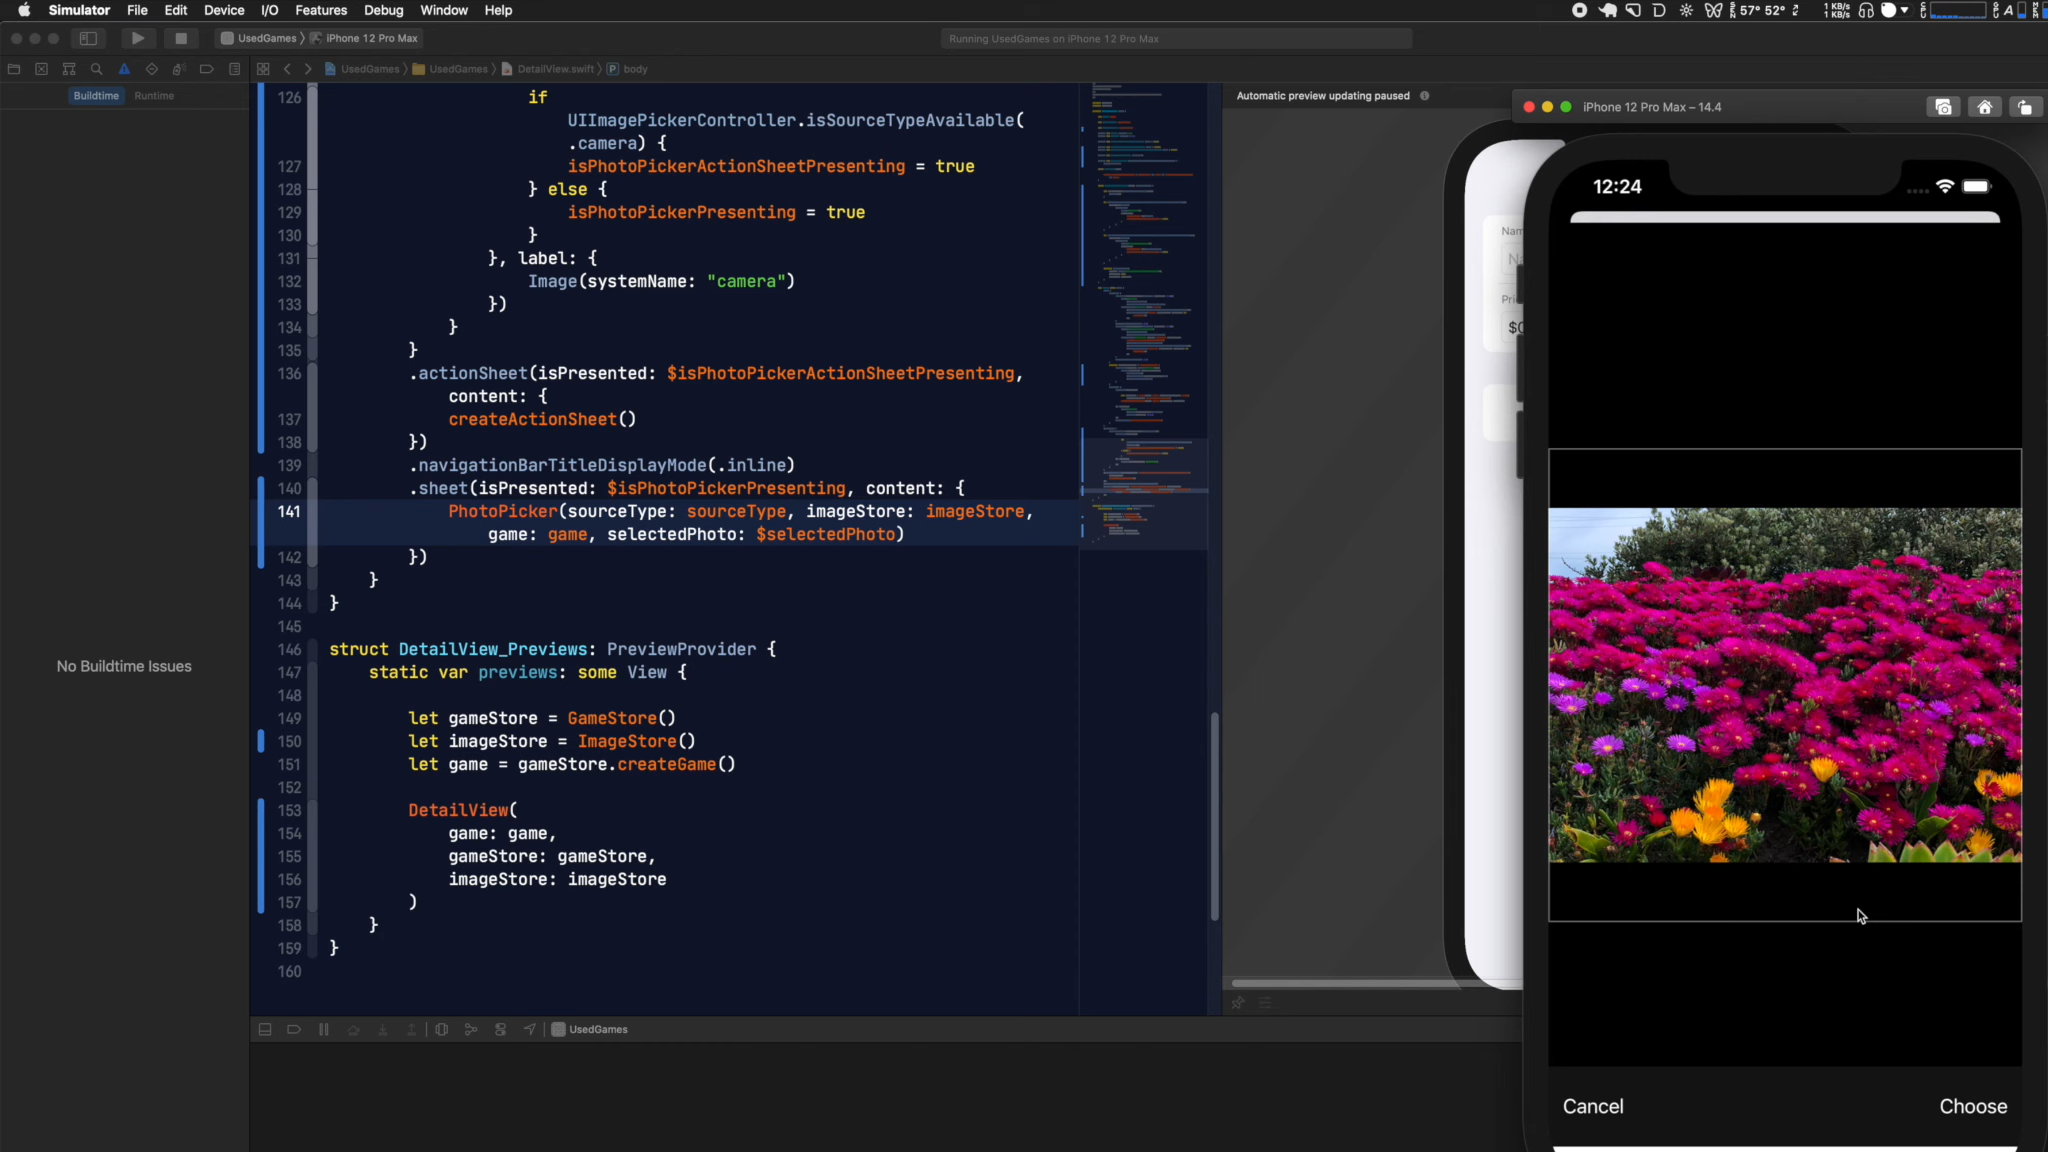 Simulator File Edit Device I/O Features Debug Window Help
57° 52°
1 KB/s
1 KB/s
UsedGames 〉 iPhone 12 Pro Max
Running UsedGames on iPhone 12 Pro Max
UsedGames 〉 UsedGames 〉 DetailView.swift 〉 P body
Buildtime Runtime
No Buildtime Issues
126 if
UIImagePickerController.isSourceTypeAvailable(
.camera) {
127 isPhotoPickerActionSheetPresenting = true
128 } else {
129 isPhotoPickerPresenting = true
130 }
131 }, label: {
132 Image(systemName: "camera")
133 })
134 }
135 }
136 .actionSheet(isPresented: $isPhotoPickerActionSheetPresenting,
content: {
137 createActionSheet()
138 })
139 .navigationBarTitleDisplayMode(.inline)
140 .sheet(isPresented: $isPhotoPickerPresenting, content: {
141 PhotoPicker(sourceType: sourceType, imageStore: imageStore,
game: game, selectedPhoto: $selectedPhoto)
142 })
143 }
144 }
145
146 struct DetailView_Previews: PreviewProvider {
147 static var previews: some View {
148
149 let gameStore = GameStore()
150 let imageStore = ImageStore()
151 let game = gameStore.createGame()
152
153 DetailView(
154 game: game,
155 gameStore: gameStore,
156 imageStore: imageStore
157 )
158 }
159 }
160
UsedGames
Automatic preview updating paused
iPhone 12 Pro Max – 14.4
12:24
Cancel
Choose